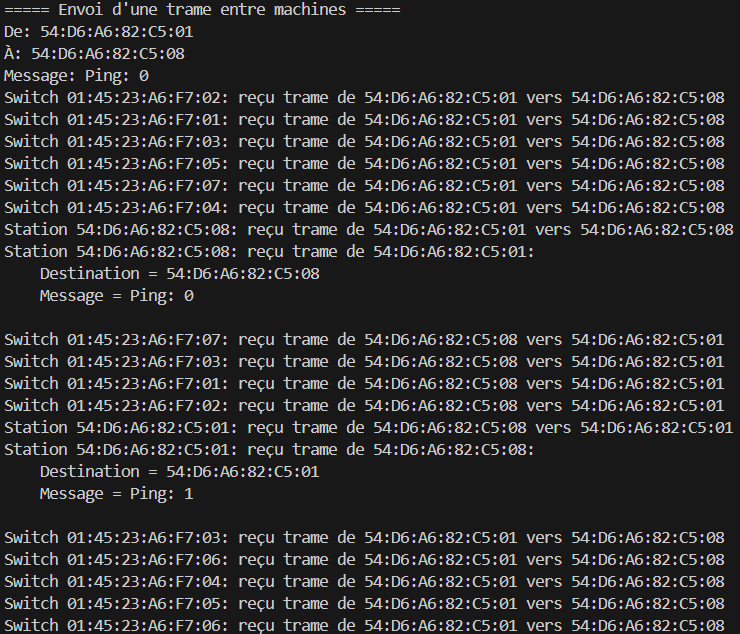 ===== Envoi d'une trame entre machines =====
De: 54:D6:A6:82:C5:01
À: 54:D6:A6:82:C5:08
Message: Ping: 0
Switch 01:45:23:A6:F7:02: reçu trame de 54:D6:A6:82:C5:01 vers 54:D6:A6:82:C5:08
Switch 01:45:23:A6:F7:01: reçu trame de 54:D6:A6:82:C5:01 vers 54:D6:A6:82:C5:08
Switch 01:45:23:A6:F7:03: reçu trame de 54:D6:A6:82:C5:01 vers 54:D6:A6:82:C5:08
Switch 01:45:23:A6:F7:05: reçu trame de 54:D6:A6:82:C5:01 vers 54:D6:A6:82:C5:08
Switch 01:45:23:A6:F7:07: reçu trame de 54:D6:A6:82:C5:01 vers 54:D6:A6:82:C5:08
Switch 01:45:23:A6:F7:04: reçu trame de 54:D6:A6:82:C5:01 vers 54:D6:A6:82:C5:08
Station 54:D6:A6:82:C5:08: reçu trame de 54:D6:A6:82:C5:01 vers 54:D6:A6:82:C5:08
Station 54:D6:A6:82:C5:08: reçu trame de 54:D6:A6:82:C5:01:
    Destination = 54:D6:A6:82:C5:08
    Message = Ping: 0

Switch 01:45:23:A6:F7:07: reçu trame de 54:D6:A6:82:C5:08 vers 54:D6:A6:82:C5:01
Switch 01:45:23:A6:F7:03: reçu trame de 54:D6:A6:82:C5:08 vers 54:D6:A6:82:C5:01
Switch 01:45:23:A6:F7:01: reçu trame de 54:D6:A6:82:C5:08 vers 54:D6:A6:82:C5:01
Switch 01:45:23:A6:F7:02: reçu trame de 54:D6:A6:82:C5:08 vers 54:D6:A6:82:C5:01
Station 54:D6:A6:82:C5:01: reçu trame de 54:D6:A6:82:C5:08 vers 54:D6:A6:82:C5:01
Station 54:D6:A6:82:C5:01: reçu trame de 54:D6:A6:82:C5:08:
    Destination = 54:D6:A6:82:C5:01
    Message = Ping: 1

Switch 01:45:23:A6:F7:03: reçu trame de 54:D6:A6:82:C5:01 vers 54:D6:A6:82:C5:08
Switch 01:45:23:A6:F7:06: reçu trame de 54:D6:A6:82:C5:01 vers 54:D6:A6:82:C5:08
Switch 01:45:23:A6:F7:04: reçu trame de 54:D6:A6:82:C5:01 vers 54:D6:A6:82:C5:08
Switch 01:45:23:A6:F7:05: reçu trame de 54:D6:A6:82:C5:01 vers 54:D6:A6:82:C5:08
Switch 01:45:23:A6:F7:06: reçu trame de 54:D6:A6:82:C5:01 vers 54:D6:A6:82:C5:08